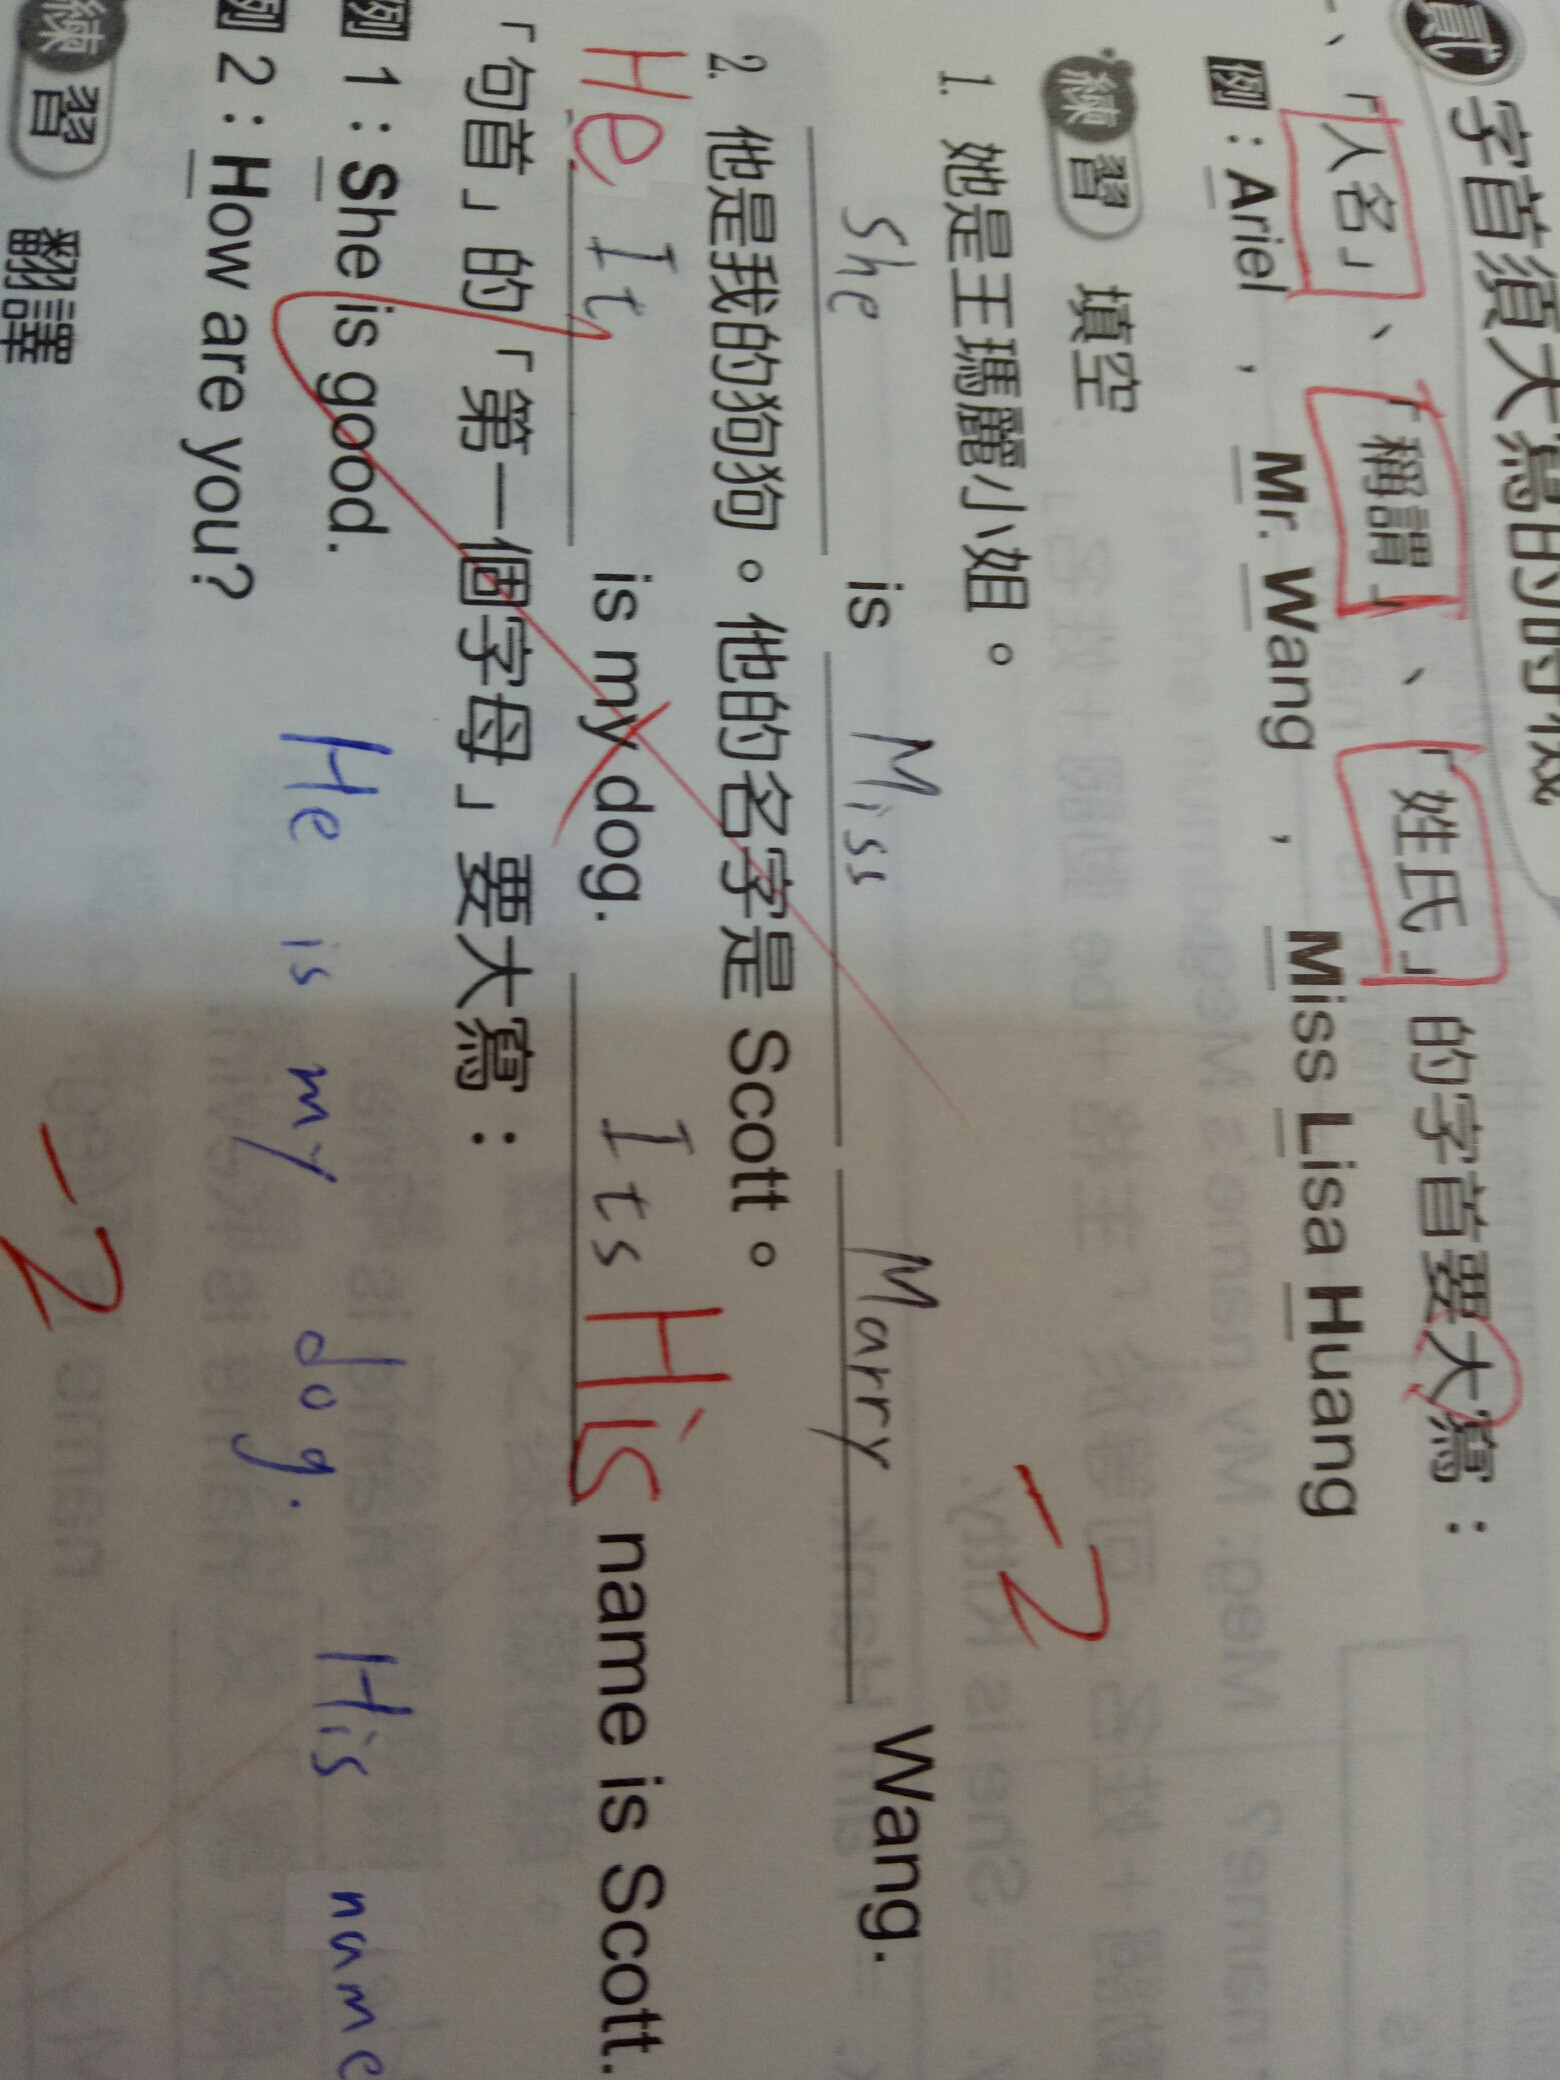 貳 字首須大寫的時機
一、「人名」、「稱謂」、「姓氏」的字首要大寫：
例：Ariel ， Mr. Wang ， Miss Lisa Huang
練習 填空
-2
1. 她是王瑪麗小姐。
She is Miss Marry Wang.
2. 他是我的狗狗。他的名字是 Scott。
He It is my dog. Its His name is Scott.
「句首」的「第一個字母」要大寫：
例 1：She is good.
He is my dog. His name
例 2：How are you?
練習 翻譯
-2